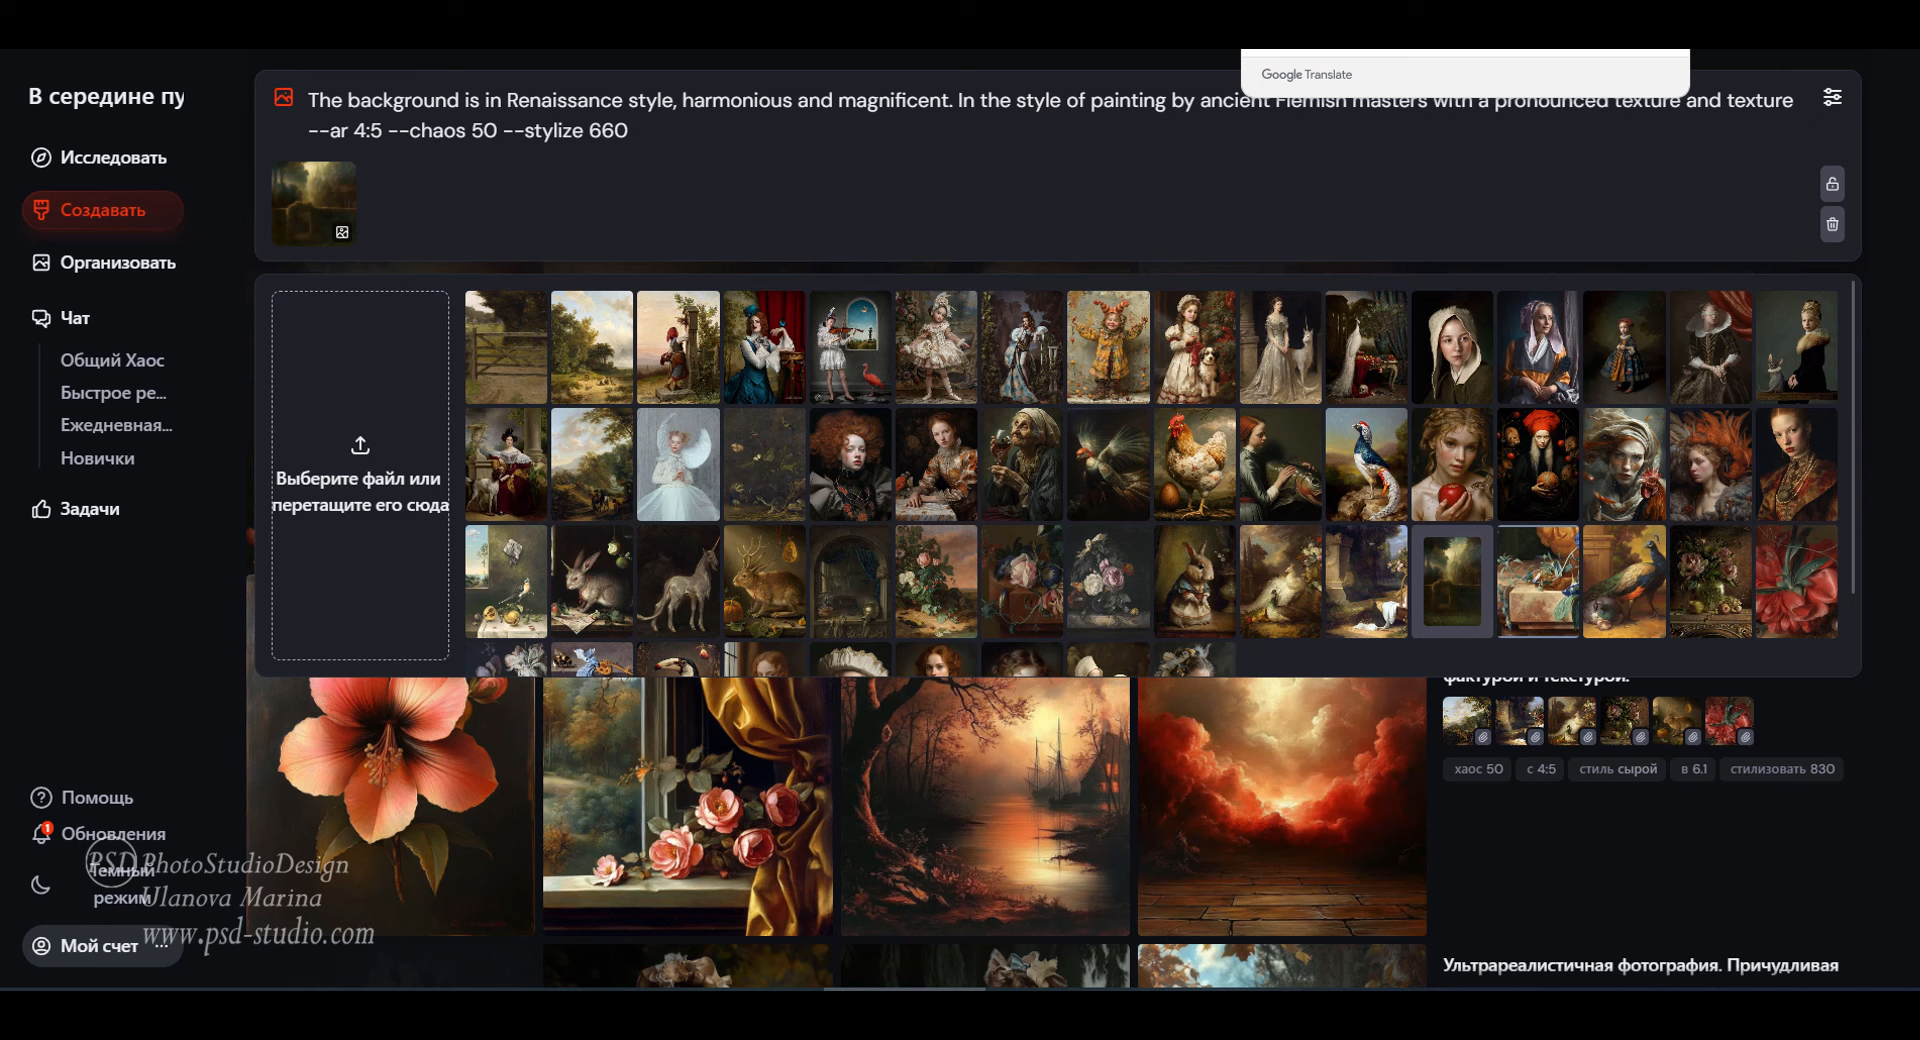 Google Translate
В середине пу
The background is in Renaissance style, harmonious and magnificent. In the style of painting by ancient Flemish masters with a pronounced texture and texture
--ar 4:5 --chaos 50 --stylize 660
Исследовать
Создавать
Организовать
Чат
Общий Хаос
Быстрое ре...
Ежедневная...
Новички
Задачи
Выберите файл или
перетащите его сюда
фактурой и текстурой.
хаос 50
с 4:5
стиль сырой
в 6.1
стилизовать 830
Помощь
1
Обновления
Темный
режим
PSD PhotoStudioDesign
Ulanova Marina
www.psd-studio.com
Мой счет ...
Ультрареалистичная фотография. Причудливая